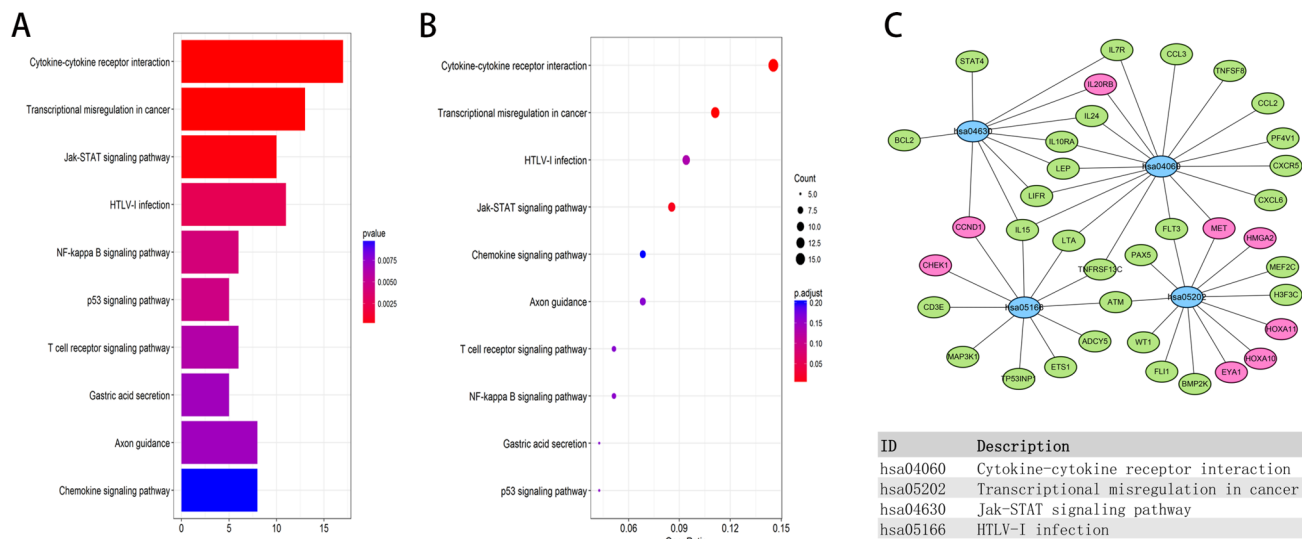 A
Cytokine-cytokine receptor interaction
Transcriptional misregulation in cancer
Jak-STAT signaling pathway
HTLV-I infection
NF-kappa B signaling pathway
p53 signaling pathway
T cell receptor signaling pathway
Gastric acid secretion
Axon guidance
Chemokine signaling pathway
0 5 10 15
pvalue
0.0075
0.0050
0.0025
B
Cytokine-cytokine receptor interaction
Transcriptional misregulation in cancer
HTLV-I infection
Jak-STAT signaling pathway
Chemokine signaling pathway
Axon guidance
T cell receptor signaling pathway
NF-kappa B signaling pathway
Gastric acid secretion
p53 signaling pathway
0.06 0.09 0.12 0.15
Count
5.0
7.5
10.0
12.5
15.0
p.adjust
0.20
0.15
0.10
0.05
C
IL7R
CCL3
STAT4
TNFSF8
IL20RB
CCL2
IL24
hsa04630
PF4V1
BCL2
IL10RA
hsa04060
CXCR5
LEP
LIFR
CXCL6
CCND1
IL15
FLT3
MET
LTA
HMGA2
PAX5
CHEK1
TNFRSF13C
MEF2C
hsa05202
H3F3C
CD3E
hsa05166
ATM
HOXA11
ADCY5
WT1
MAP3K1
HOXA10
ETS1
FLI1
EYA1
TP53INP1
BMP2K
ID Description
hsa04060 Cytokine-cytokine receptor interaction
hsa05202 Transcriptional misregulation in cancer
hsa04630 Jak-STAT signaling pathway
hsa05166 HTLV-I infection